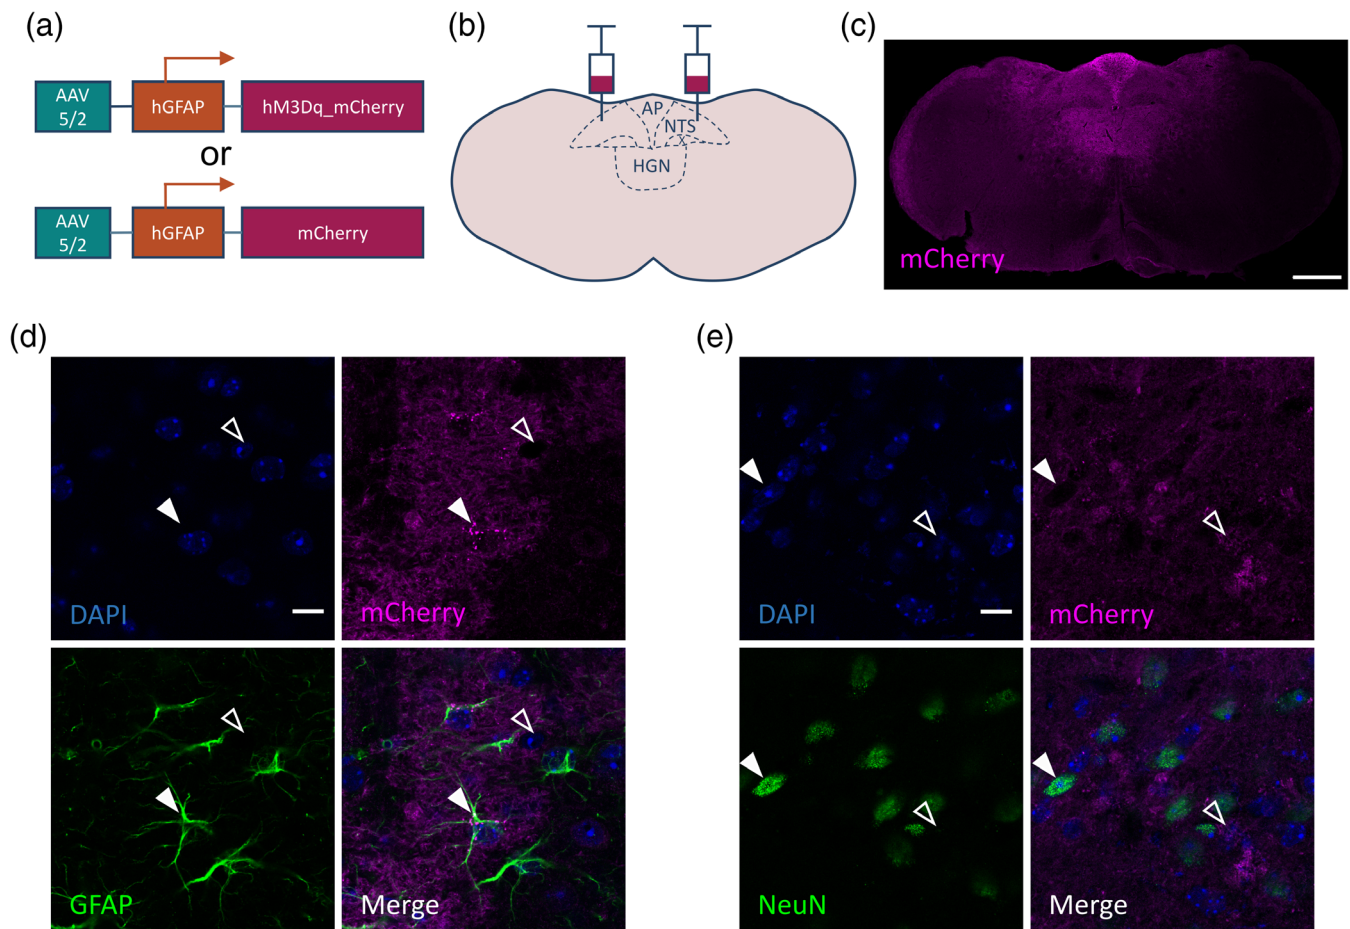 (a)
AAV
5/2
hGFAP
hM3Dq_mCherry
or
AAV
5/2
hGFAP
mCherry
(b)
AP
NTS
X
HGN
(c)
mCherry
(d)
DAPI
mCherry
GFAP
Merge
(e)
DAPI
mCherry
NeuN
Merge